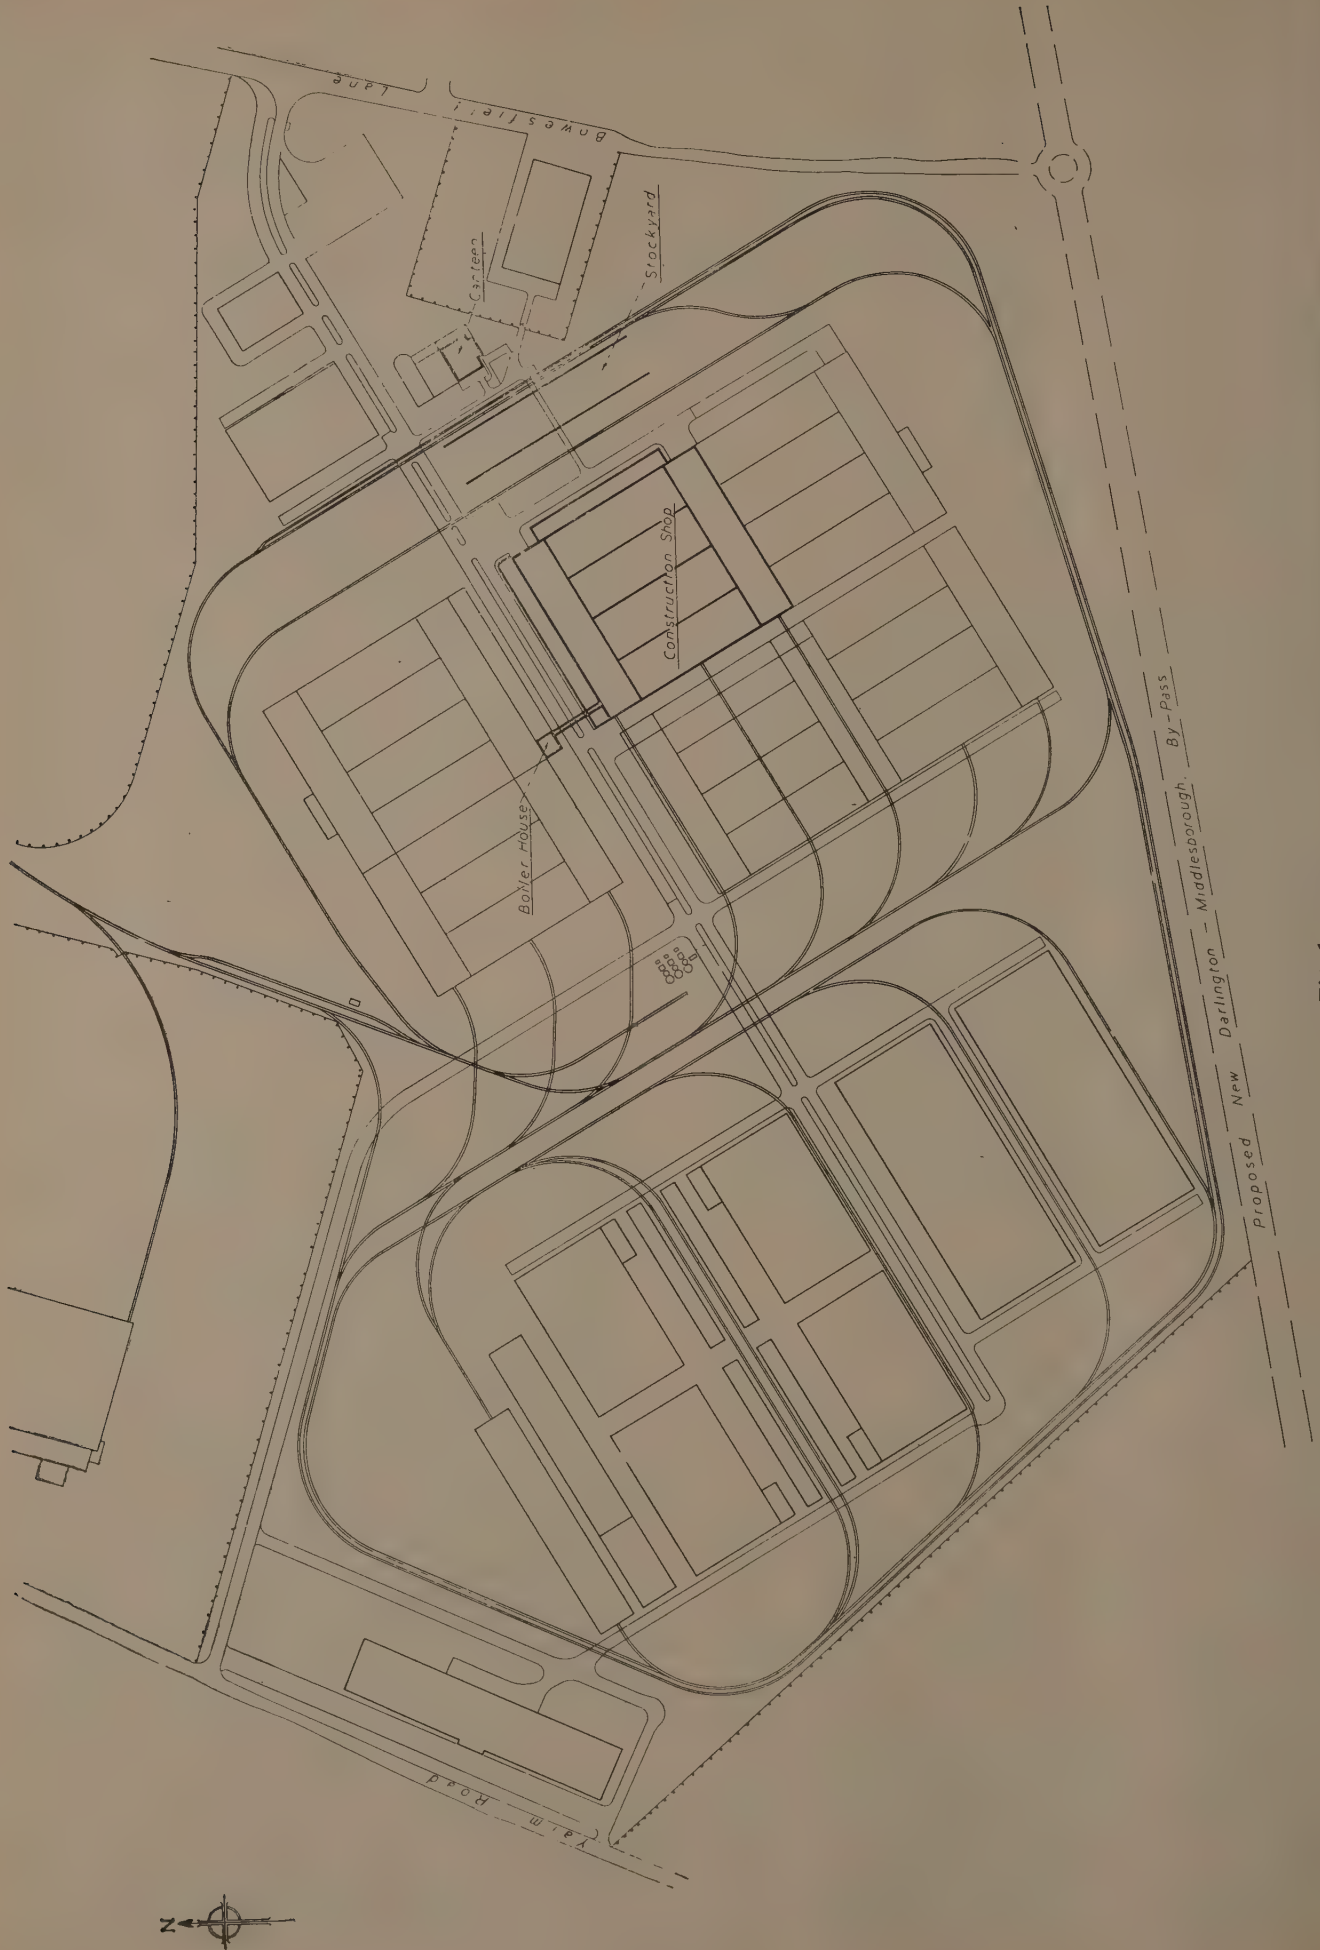 Bowesfield Lane
Canteen
Stockyard
Construction Shop
Boiler House
Proposed New Darlington - Middlesborough. By-Pass
Yarm Road
N